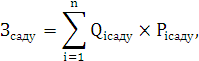 З_саду = ∑_{i=1}^{n} Q_iсаду × P_iсаду,